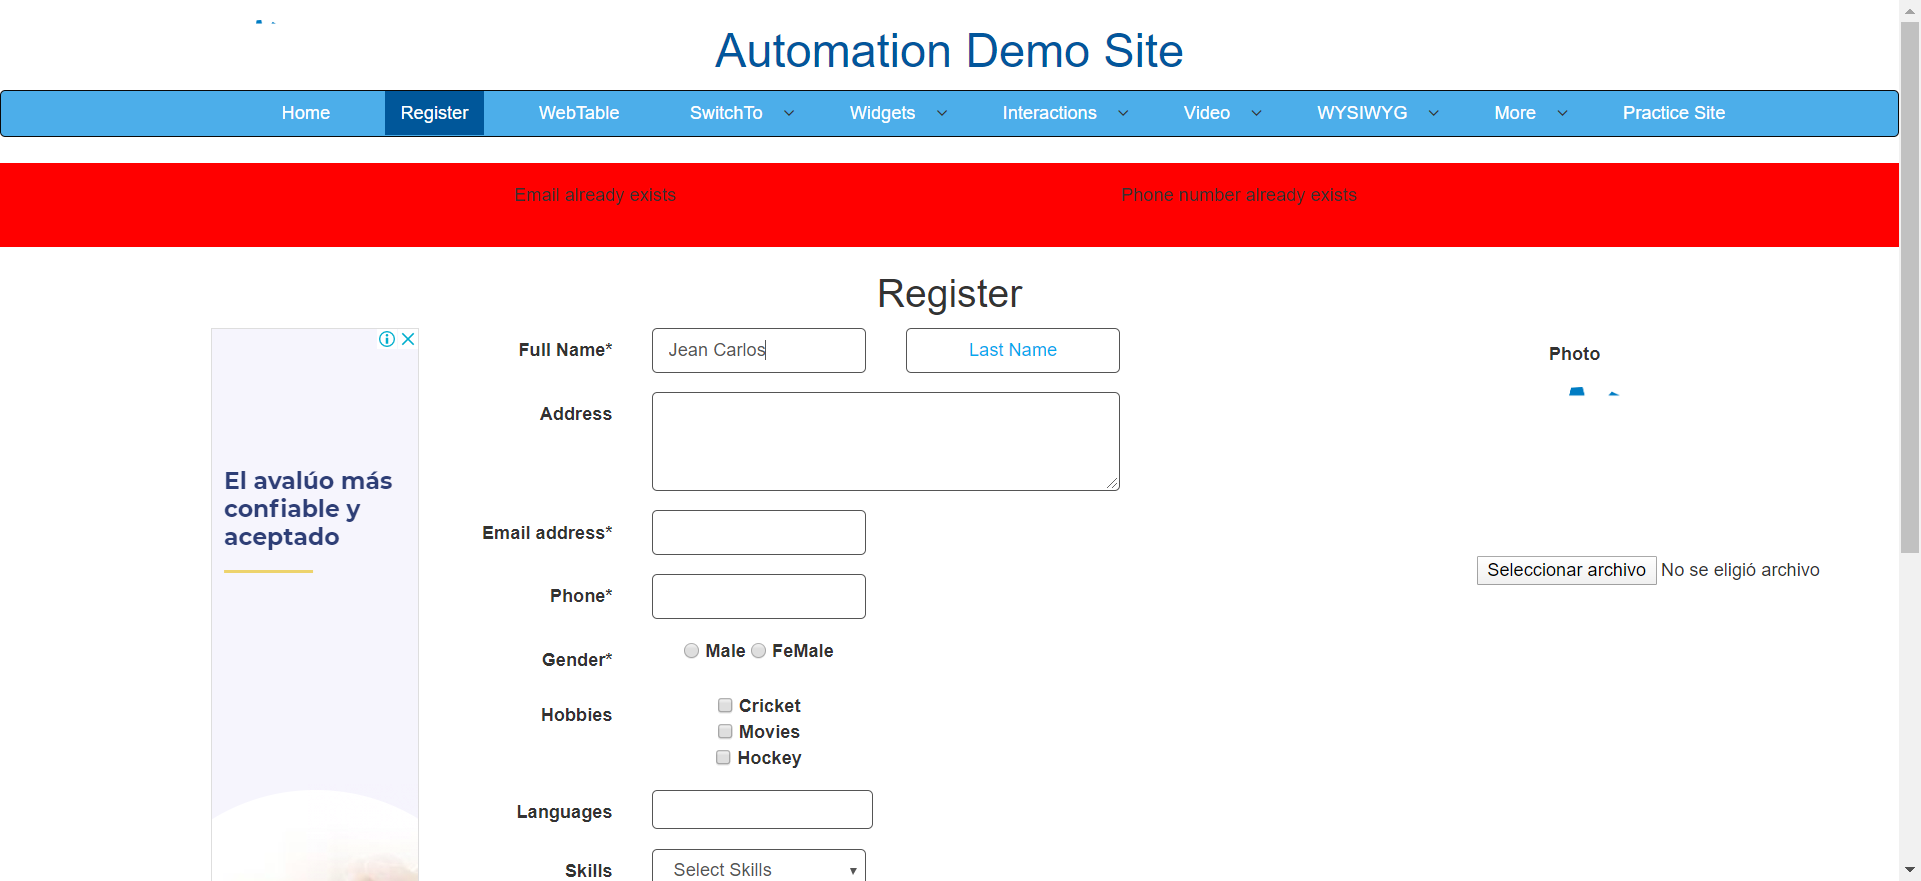 Automation Demo Site
Home Register WebTable SwitchTo Widgets Interactions Video WYSIWYG More Practice Site
Email already exists Phone number already exists
Register
Full Name* Jean Carlos Last Name
Photo
Address
El avalúo más
confiable y
aceptado
Email address*
Seleccionar archivo No se eligió archivo
Phone*
Gender* Male FeMale
Hobbies Cricket
Movies
Hockey
Languages
Skills Select Skills